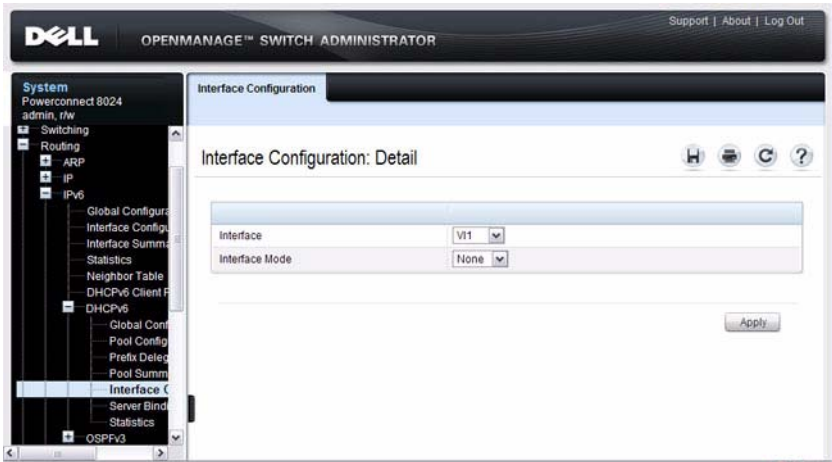 Support | About | Log Out
DELL
OPENMANAGE™ SWITCH ADMINISTRATOR
System
Powerconnect 8024
admin, r/w
Switching
Routing
ARP
IP
IPv6
Global Configura
Interface Configu
Interface Summa
Statistics
Neighbor Table
DHCPv6 Client P
DHCPv6
Global Conf
Pool Config
Prefix Deleg
Pool Summ
Interface C
Server Bind
Statistics
OSPFv3
Interface Configuration
Interface Configuration: Detail
Interface
Vl1
Interface Mode
None
Apply